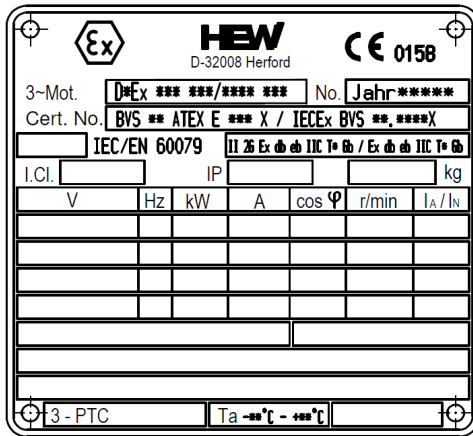 Ex HEW CE 0158
D-32008 Herford
3~Mot. D*Ex *** ***/**** *** No. Jahr*****
Cert. No. BVS ** ATEX E *** X / IECEx BVS **.****X
IEC/EN 60079 II 2G Ex db eb IIC T* Gb / Ex db eb IIC T* Gb
I.Cl. IP kg
V Hz kW A cos φ r/min IA / IN
3 - PTC Ta -**°C - +**°C